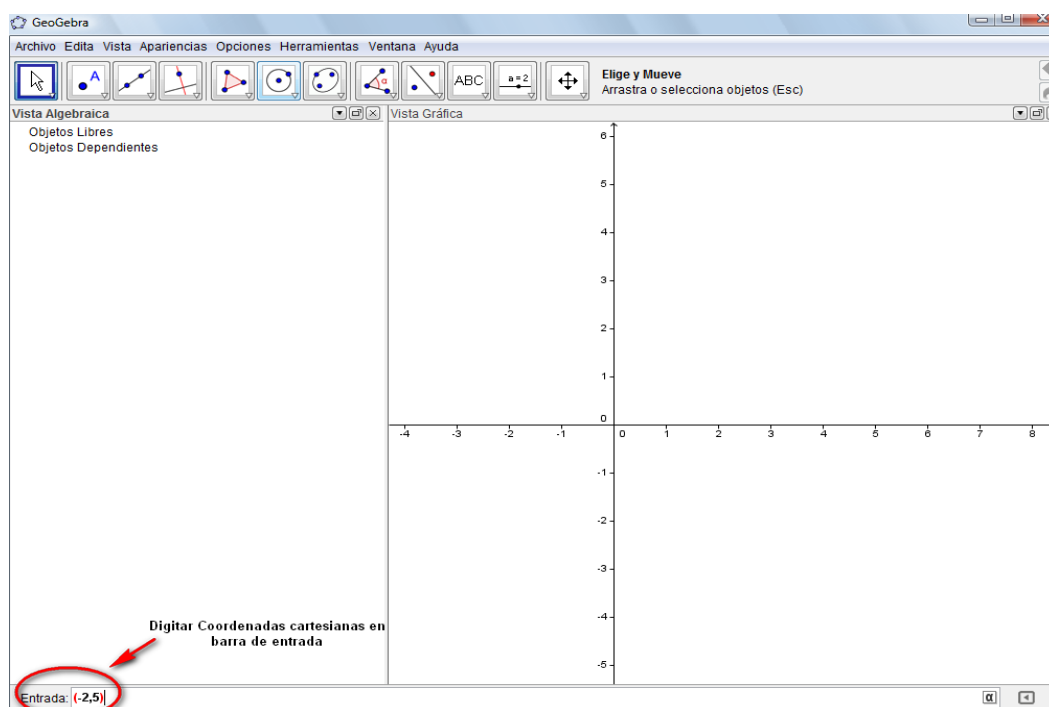 GeoGebra
Archivo Edita Vista Apariencias Opciones Herramientas Ventana Ayuda
A
α
ABC
a = 2
Elige y Mueve
Arrastra o selecciona objetos (Esc)
Vista Algebraica
Vista Gráfica
Objetos Libres
Objetos Dependientes
6
5
4
3
2
1
0
-4 -3 -2 -1 0 1 2 3 4 5 6 7 8
-1
-2
-3
-4
-5
Digitar Coordenadas cartesianas en
barra de entrada
Entrada: (-2,5)
α